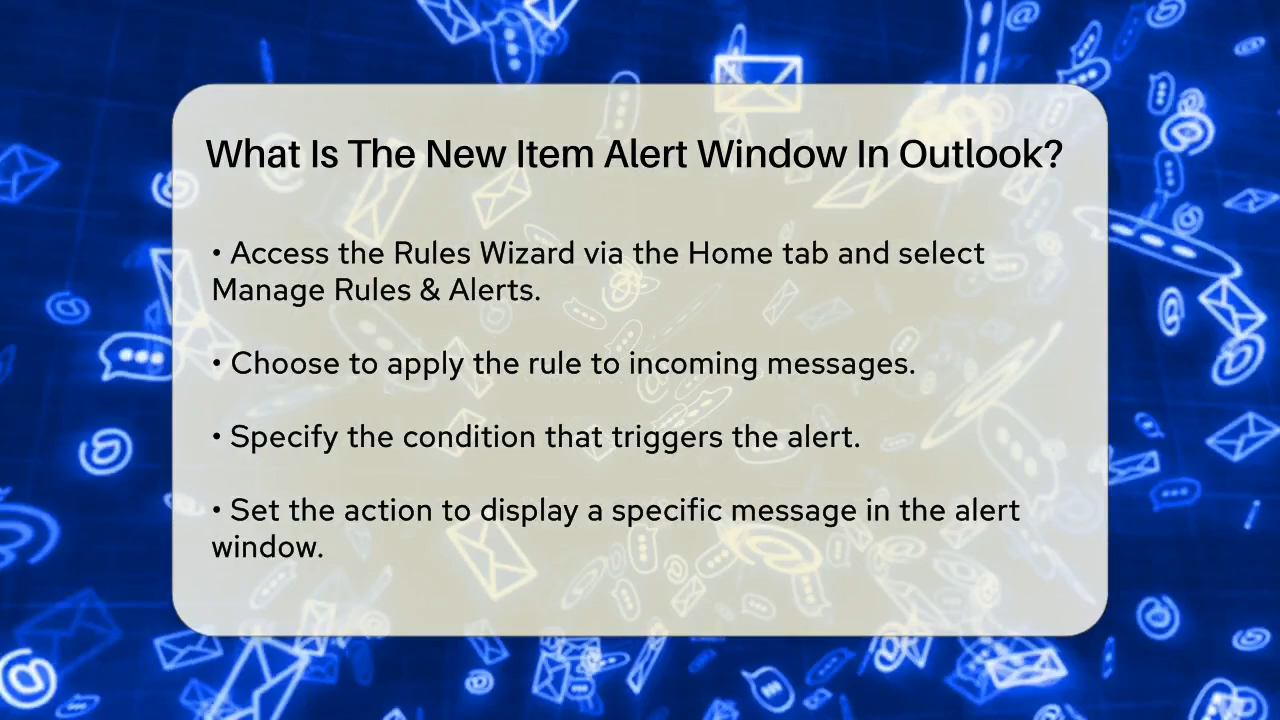 What Is The New Item Alert Window In Outlook?
• Access the Rules Wizard via the Home tab and select
Manage Rules & Alerts.
• Choose to apply the rule to incoming messages.
• Specify the condition that triggers the alert.
• Set the action to display a specific message in the alert
window.